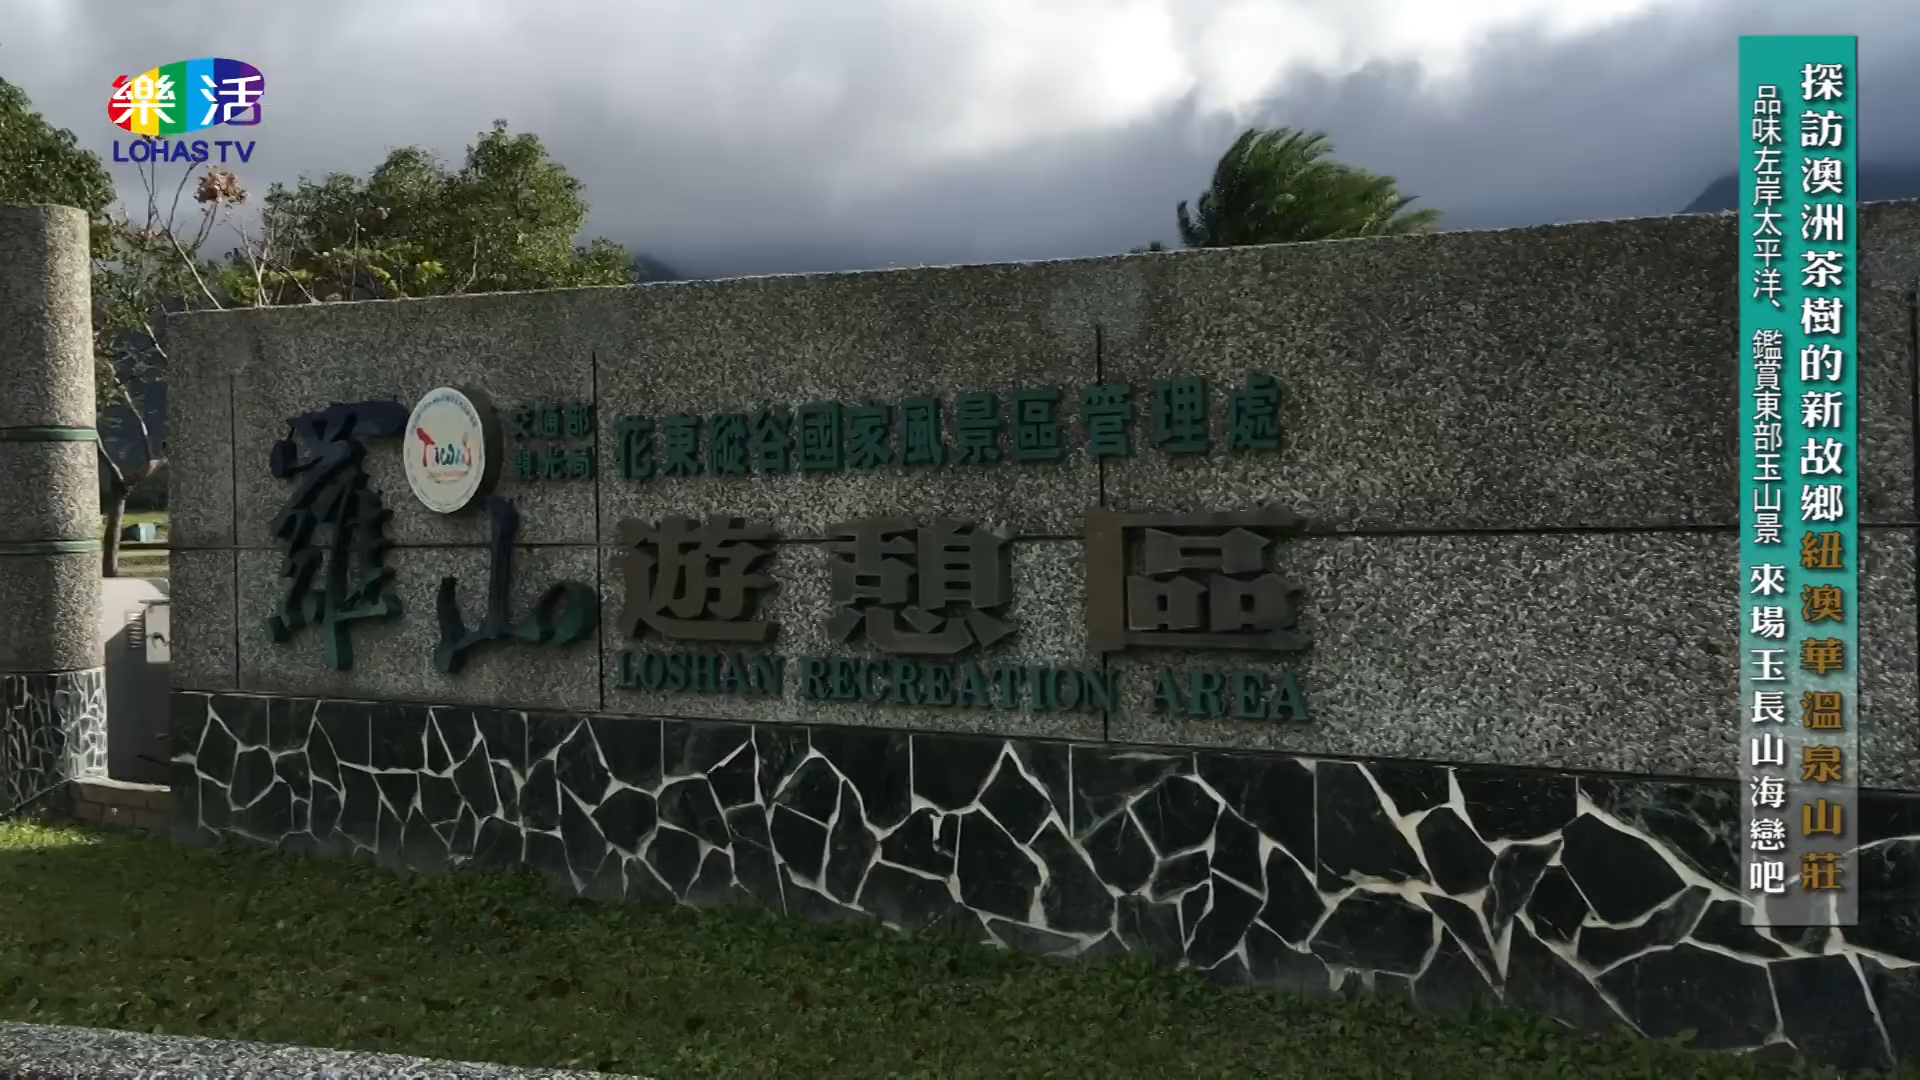 樂活
LOHAS TV
探訪澳洲茶樹的新故鄉紐澳華溫泉山莊
品味左岸太平洋、鑑賞東部玉山景 來場玉長山海戀吧
交通部
觀光局
花東縱谷國家風景區管理處
羅山
遊憩區
LOSHAN RECREATION AREA